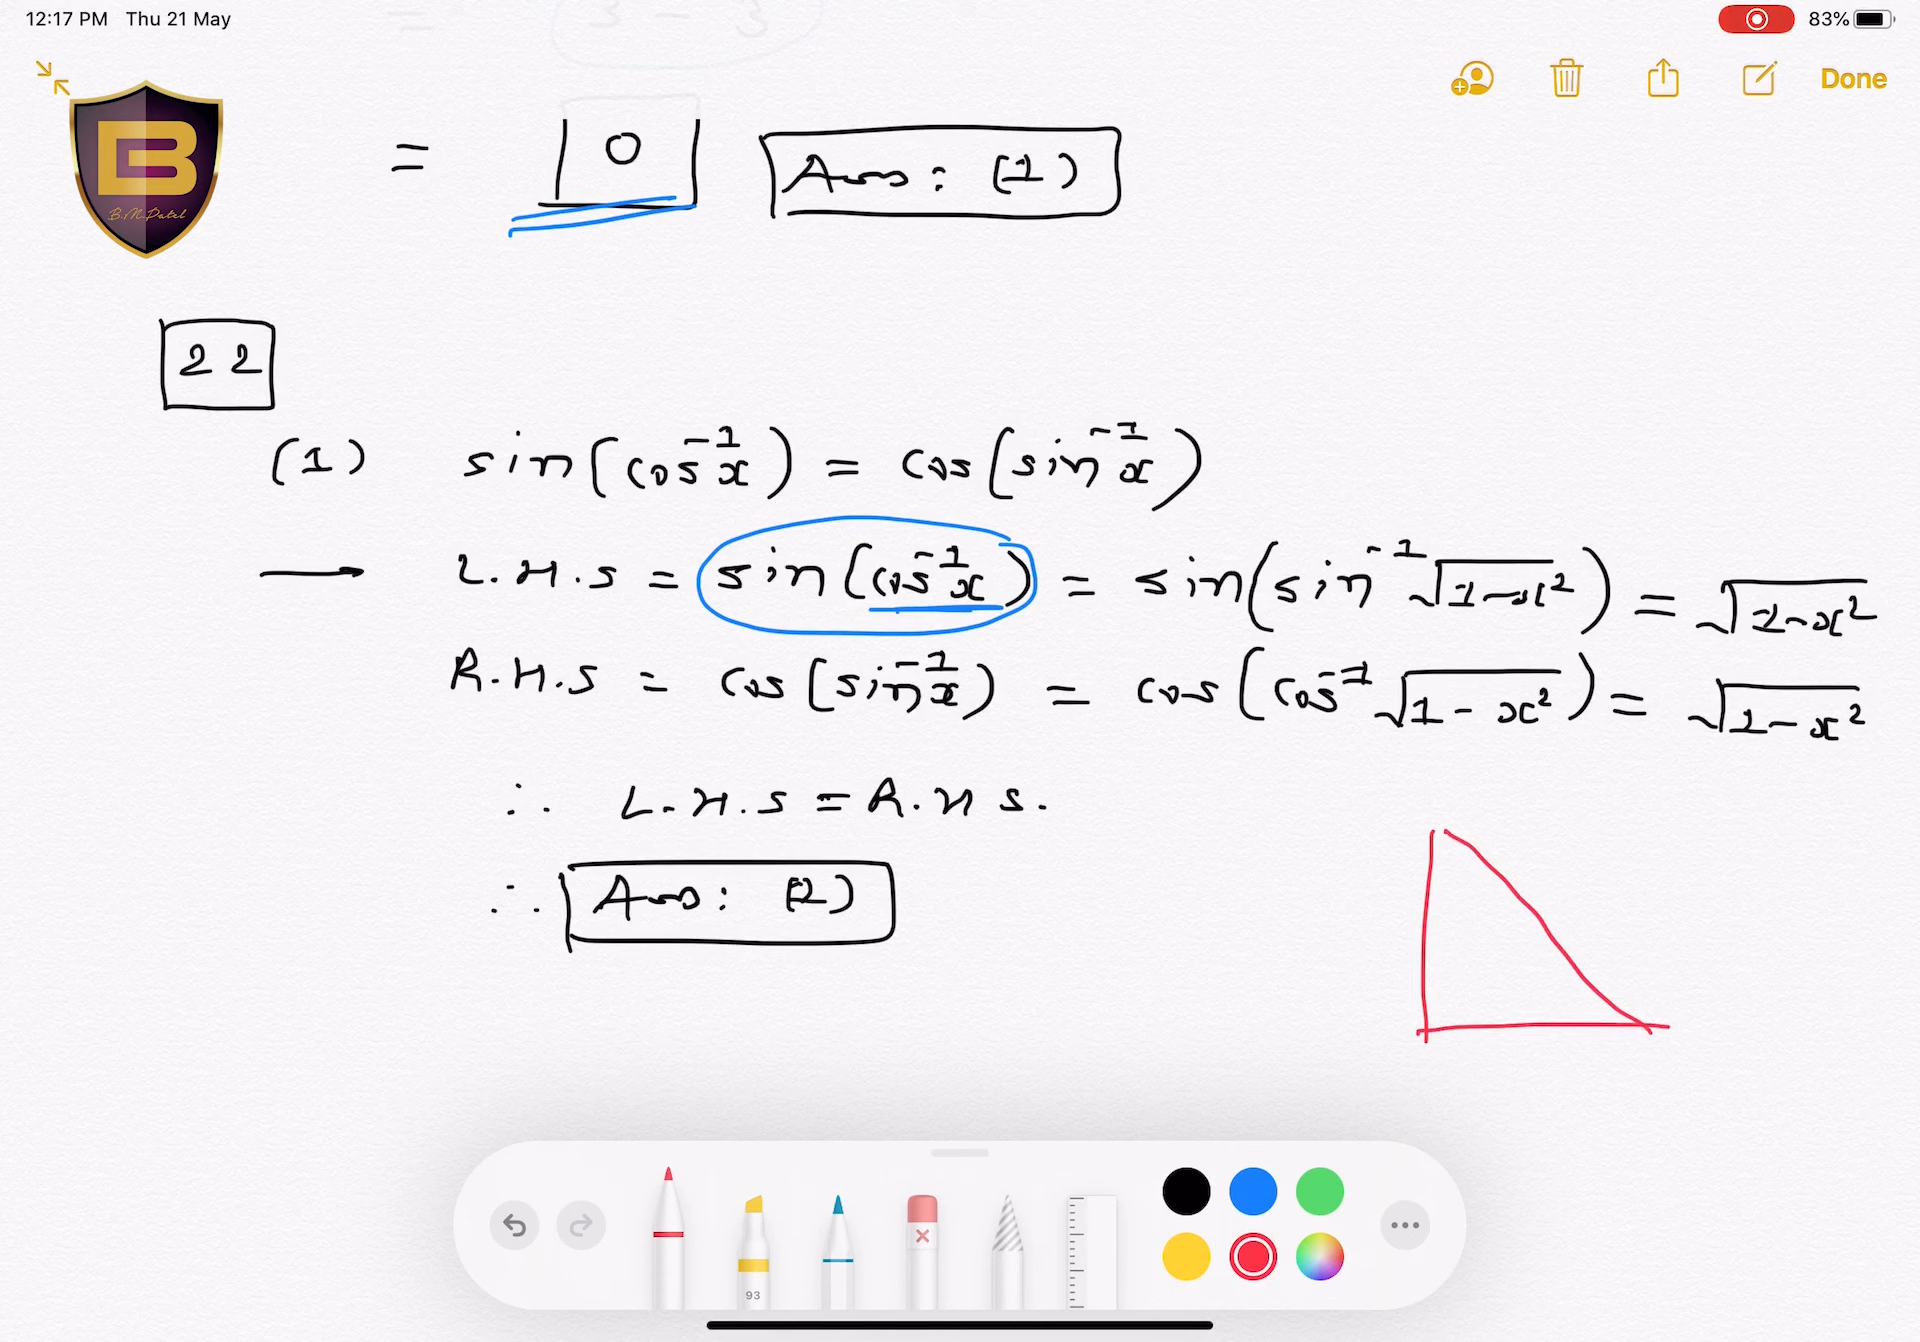 12:17 PM Thu 21 May 83%
Done
B.M.Patel
= 0 Ans: (1)
22
(1) sin(cos⁻¹x) = cos(sin⁻¹x)
→ L.H.S = sin(cos⁻¹x) = sin(sin⁻¹√(1-x²)) = √(1-x²)
R.H.S = cos(sin⁻¹x) = cos(cos⁻¹√(1-x²)) = √(1-x²)
∴ L.H.S = R.H.S.
∴ Ans: (2)
93